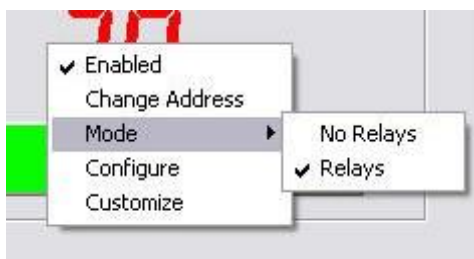 Enabled
Change Address
Mode
No Relays
Configure
Relays
Customize